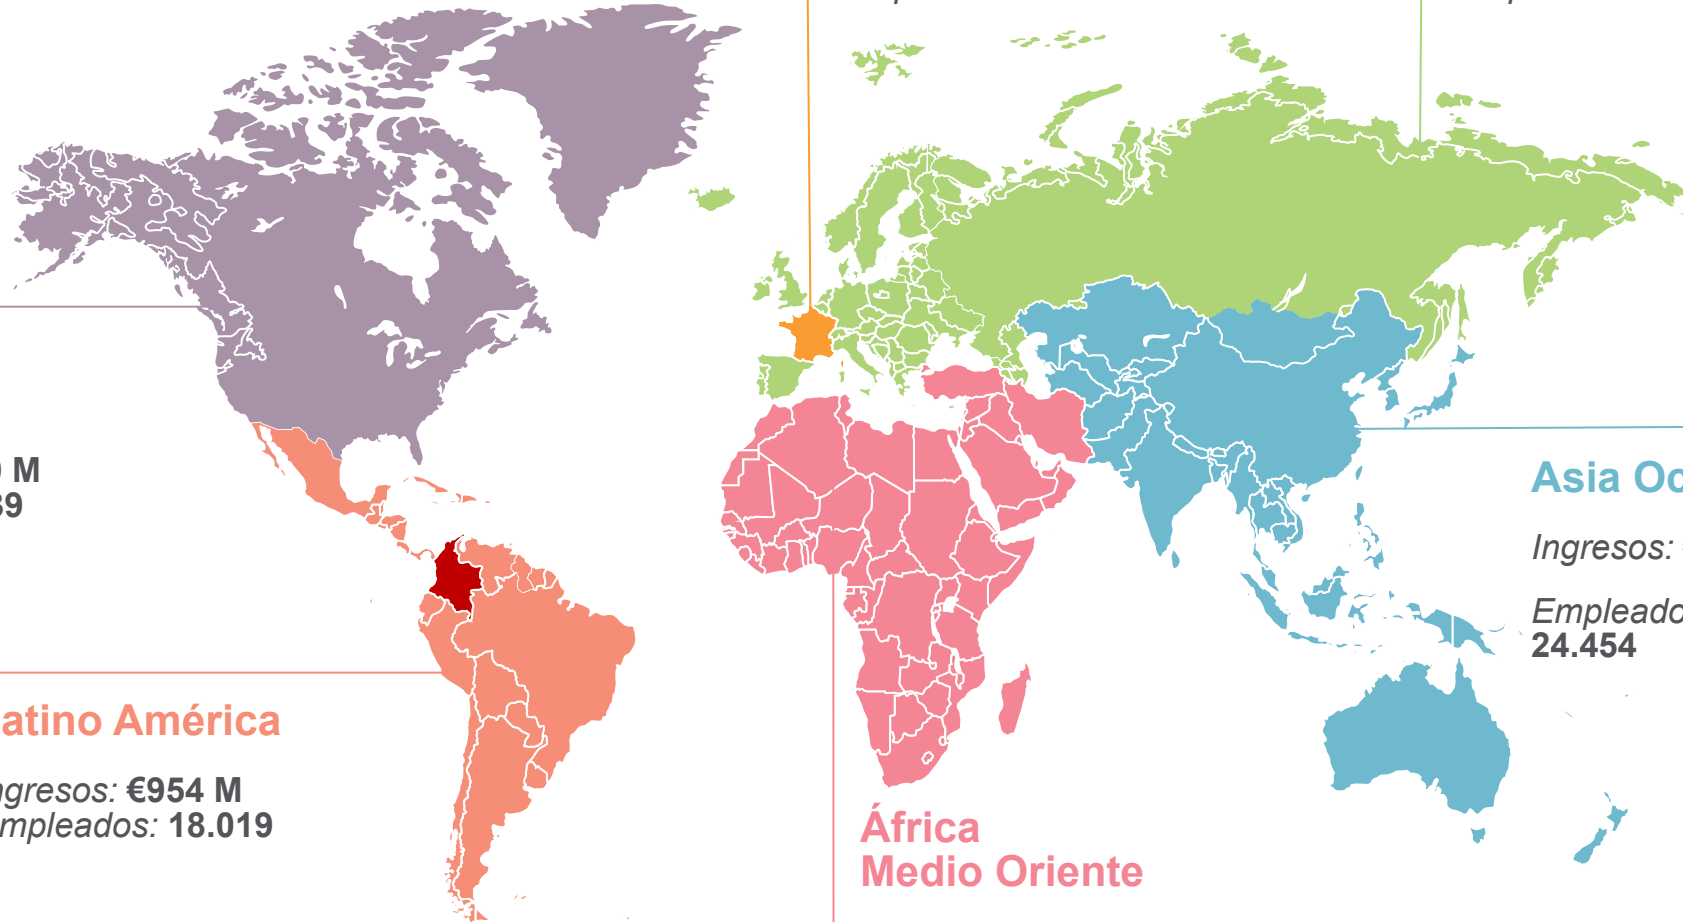 M
39
Asia Oc
Ingresos:
Empleado
24.454
atino América
ngresos: €954 M
mpleados: 18.019
África
Medio Oriente